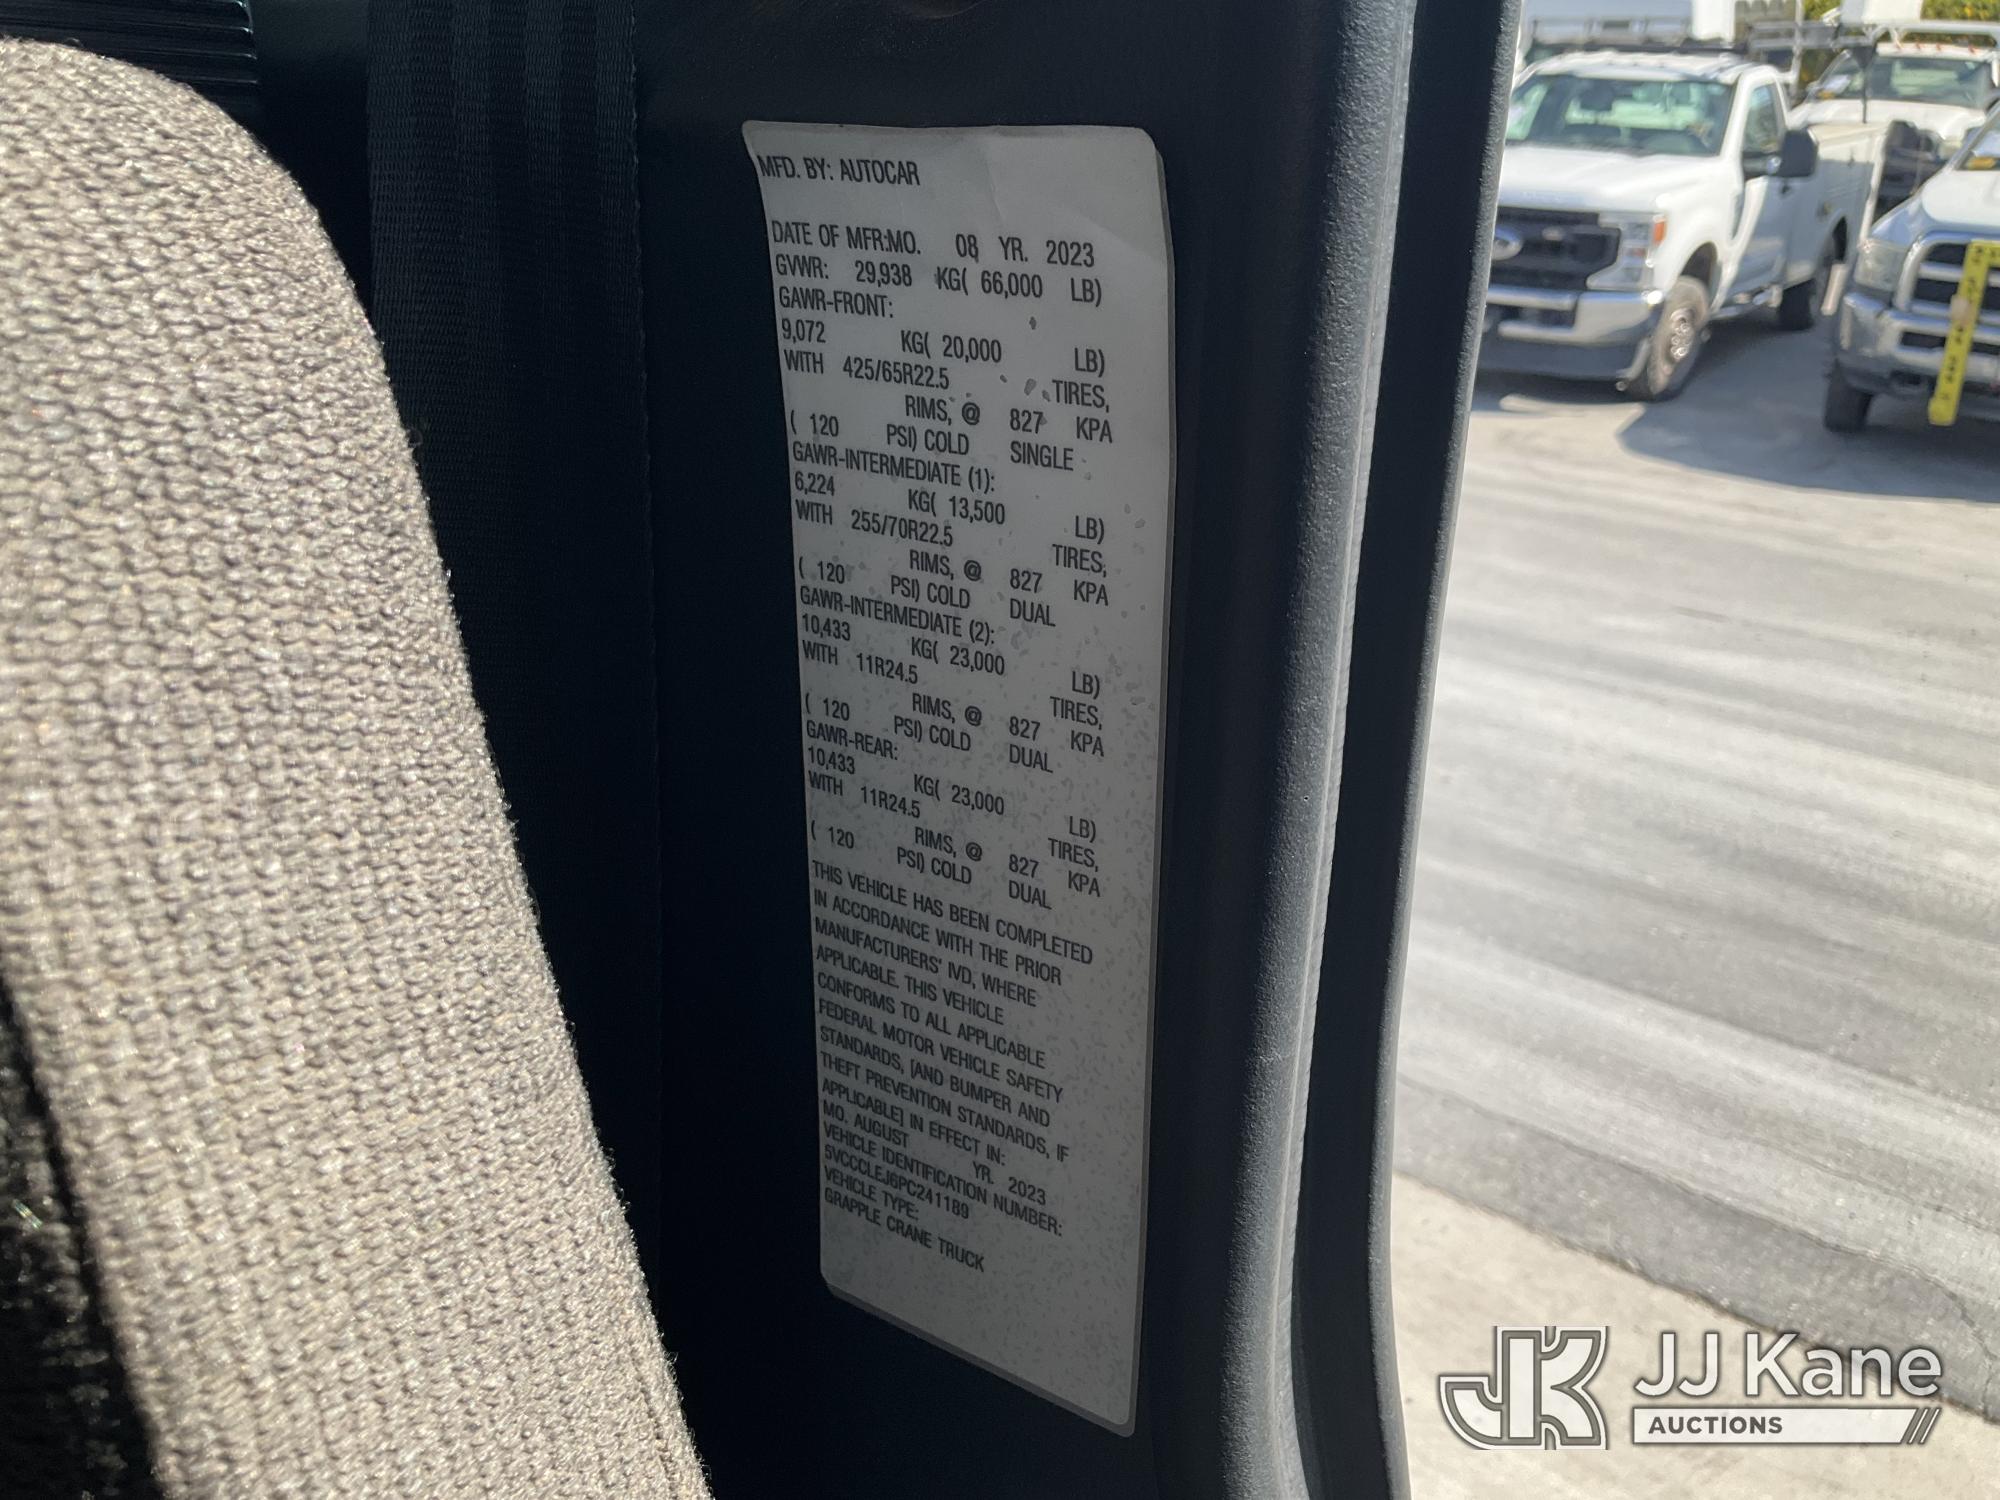 MFD. BY: AUTOCAR
DATE OF MFR:MO. 08 YR. 2023
GVWR: 29,938 KG( 66,000 LB)
GAWR-FRONT:
9,072 KG( 20,000 LB)
WITH 425/65R22.5 TIRES,
RIMS, @ 827 KPA
( 120 PSI) COLD SINGLE
GAWR-INTERMEDIATE (1):
6,224 KG( 13,500 LB)
WITH 255/70R22.5 TIRES,
RIMS, @ 827 KPA
( 120 PSI) COLD DUAL
GAWR-INTERMEDIATE (2):
10,433 KG( 23,000 LB)
WITH 11R24.5 TIRES,
RIMS, @ 827 KPA
( 120 PSI) COLD DUAL
GAWR-REAR:
10,433 KG( 23,000 LB)
WITH 11R24.5 TIRES,
RIMS, @ 827 KPA
( 120 PSI) COLD DUAL
THIS VEHICLE HAS BEEN COMPLETED
IN ACCORDANCE WITH THE PRIOR
MANUFACTURERS' IVD, WHERE
APPLICABLE. THIS VEHICLE
CONFORMS TO ALL APPLICABLE
FEDERAL MOTOR VEHICLE SAFETY
STANDARDS, [AND BUMPER AND
THEFT PREVENTION STANDARDS, IF
APPLICABLE] IN EFFECT IN:
MO. AUGUST YR. 2023
VEHICLE IDENTIFICATION NUMBER:
5VCCCLEJ6PC241189
VEHICLE TYPE:
GRAPPLE CRANE TRUCK
JK JJ Kane
AUCTIONS